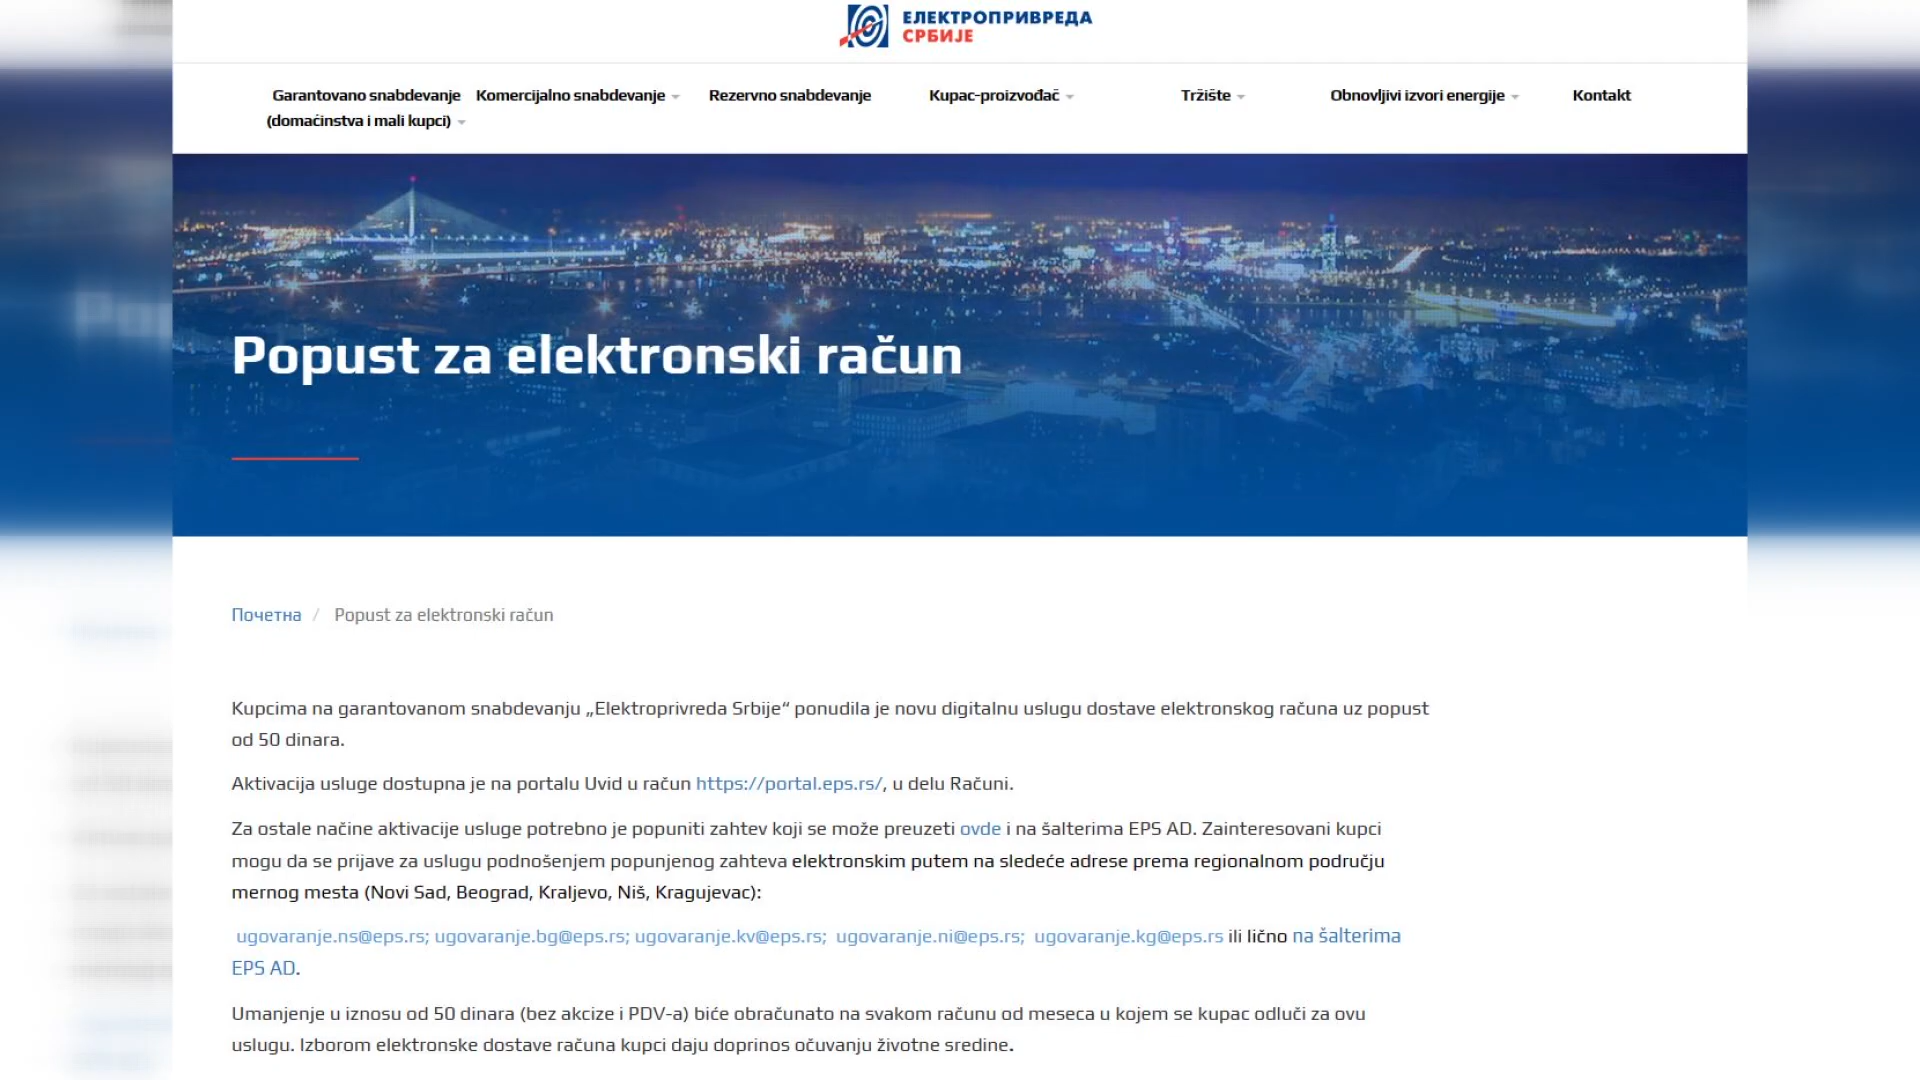 ЕЛЕКТРОПРИВРЕДА
СРБИЈЕ
Garantovano snabdevanje
(domaćinstva i mali kupci)
Komercijalno snabdevanje
Rezervno snabdevanje
Kupac-proizvođač
Tržište
Obnovljivi izvori energije
Kontakt
Popust za elektronski račun
Почетна / Popust za elektronski račun
Kupcima na garantovanom snabdevanju „Elektroprivreda Srbije“ ponudila je novu digitalnu uslugu dostave elektronskog računa uz popust
od 50 dinara.
Aktivacija usluge dostupna je na portalu Uvid u račun https://portal.eps.rs/, u delu Računi.
Za ostale načine aktivacije usluge potrebno je popuniti zahtev koji se može preuzeti ovde i na šalterima EPS AD. Zainteresovani kupci
mogu da se prijave za uslugu podnošenjem popunjenog zahteva elektronskim putem na sledeće adrese prema regionalnom području
mernog mesta (Novi Sad, Beograd, Kraljevo, Niš, Kragujevac):
ugovaranje.ns@eps.rs; ugovaranje.bg@eps.rs; ugovaranje.kv@eps.rs; ugovaranje.ni@eps.rs; ugovaranje.kg@eps.rs ili lično na šalterima
EPS AD.
Umanjenje u iznosu od 50 dinara (bez akcize i PDV-a) biće obračunato na svakom računu od meseca u kojem se kupac odluči za ovu
uslugu. Izborom elektronske dostave računa kupci daju doprinos očuvanju životne sredine.